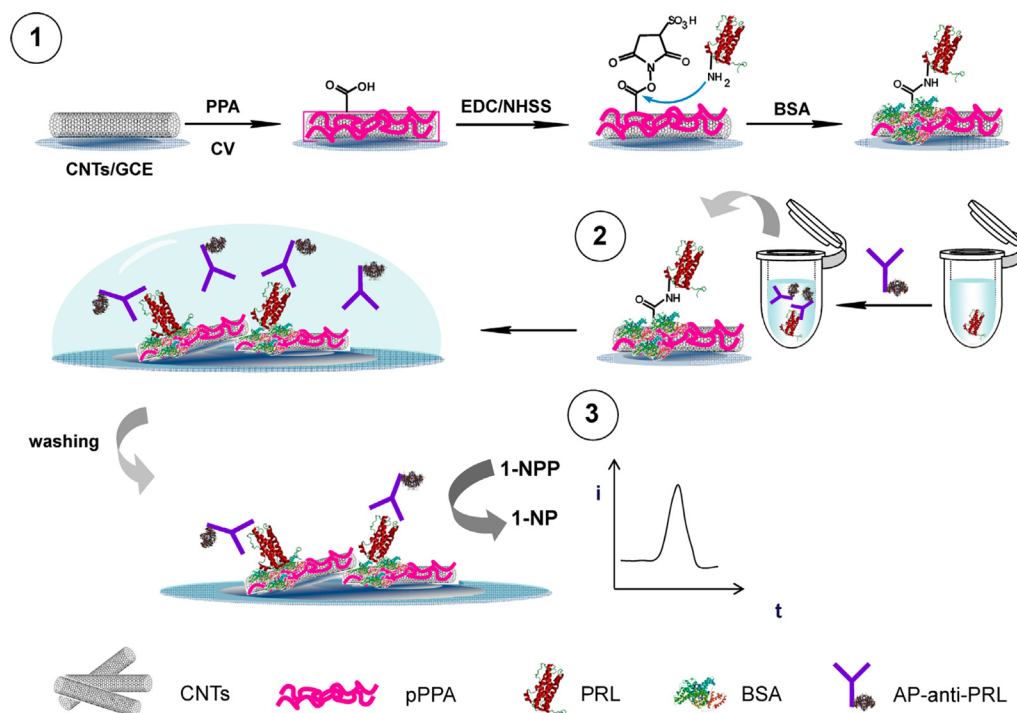 1
CNTs/GCE
PPA
CV
O
OH
EDC/NHSS
SO3H
O
N
O
O
O
NH2
BSA
O
NH
2
O
NH
washing
1-NPP
1-NP
3
i
t
CNTs
pPPA
PRL
BSA
AP-anti-PRL